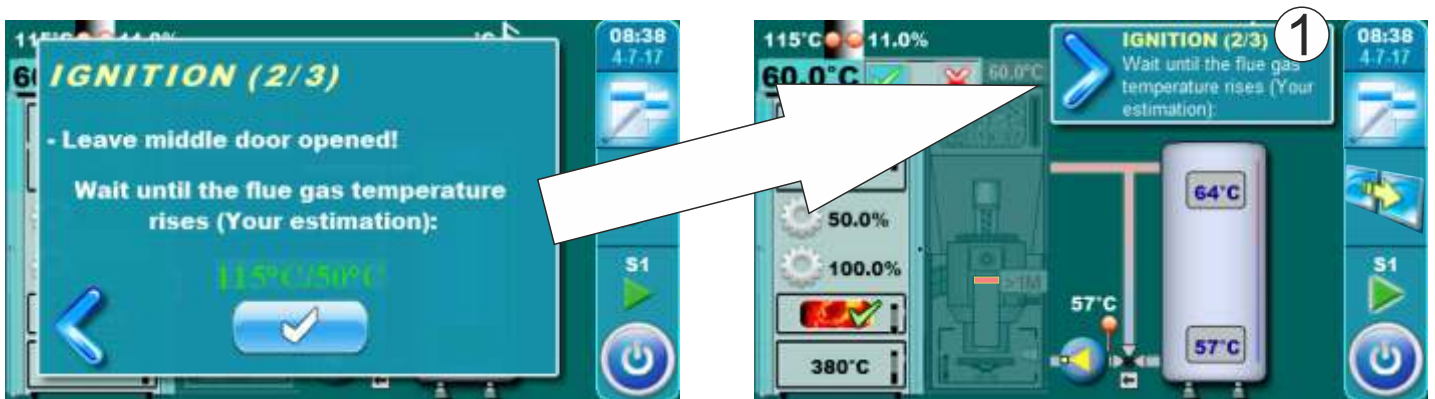 IGNITION (2/3)
- Leave middle door opened!
Wait until the flue gas temperature
rises (Your estimation):
115°C/50°C
08:38
4-7-17
S1
115°C 11.0%
60.0°C 60.0°C
50.0%
100.0%
>1M
380°C
IGNITION (2/3)
Wait until the flue gas
temperature rises (Your
estimation):
1
64°C
57°C
57°C
08:38
4-7-17
S1